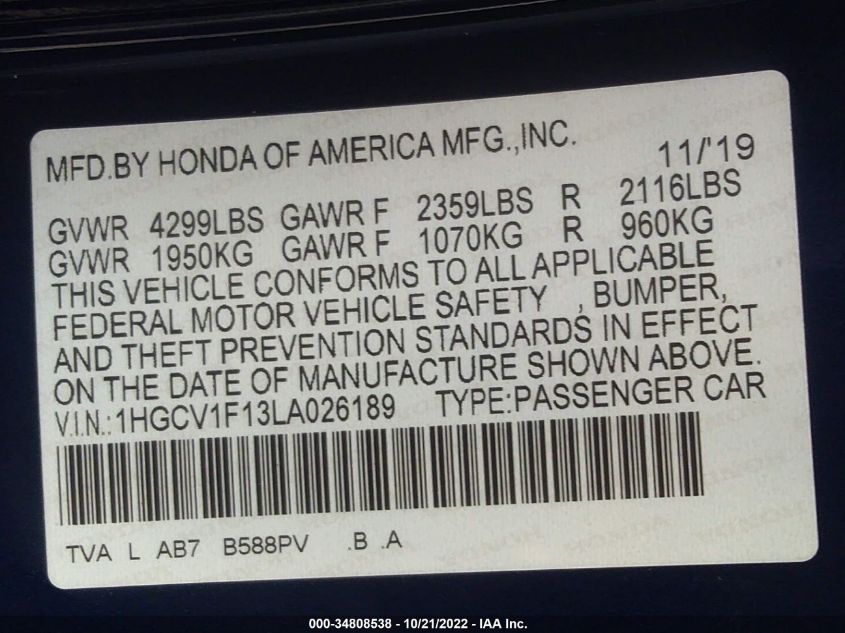 MFD.BY HONDA OF AMERICA MFG.,INC. 11/'19
GVWR 4299LBS GAWR F 2359LBS R 2116LBS
GVWR 1950KG GAWR F 1070KG R 960KG
THIS VEHICLE CONFORMS TO ALL APPLICABLE
FEDERAL MOTOR VEHICLE SAFETY , BUMPER,
AND THEFT PREVENTION STANDARDS IN EFFECT
ON THE DATE OF MANUFACTURE SHOWN ABOVE.
V.I.N.:1HGCV1F13LA026189 TYPE:PASSENGER CAR
TVA L AB7 B588PV .B .A
000-34808538 - 10/21/2022 - IAA Inc.